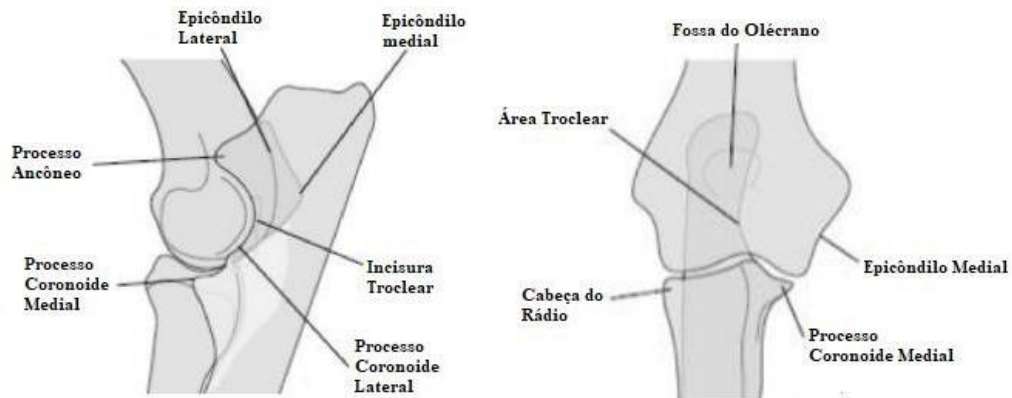 Epicôndilo
Lateral
Epicôndilo
medial
Processo
Ancôneo
Processo
Coronoide
Medial
Incisura
Troclear
Processo
Coronoide
Lateral
Fossa do Olécrano
Área Troclear
Epicôndilo Medial
Cabeça do
Rádio
Processo
Coronoide Medial